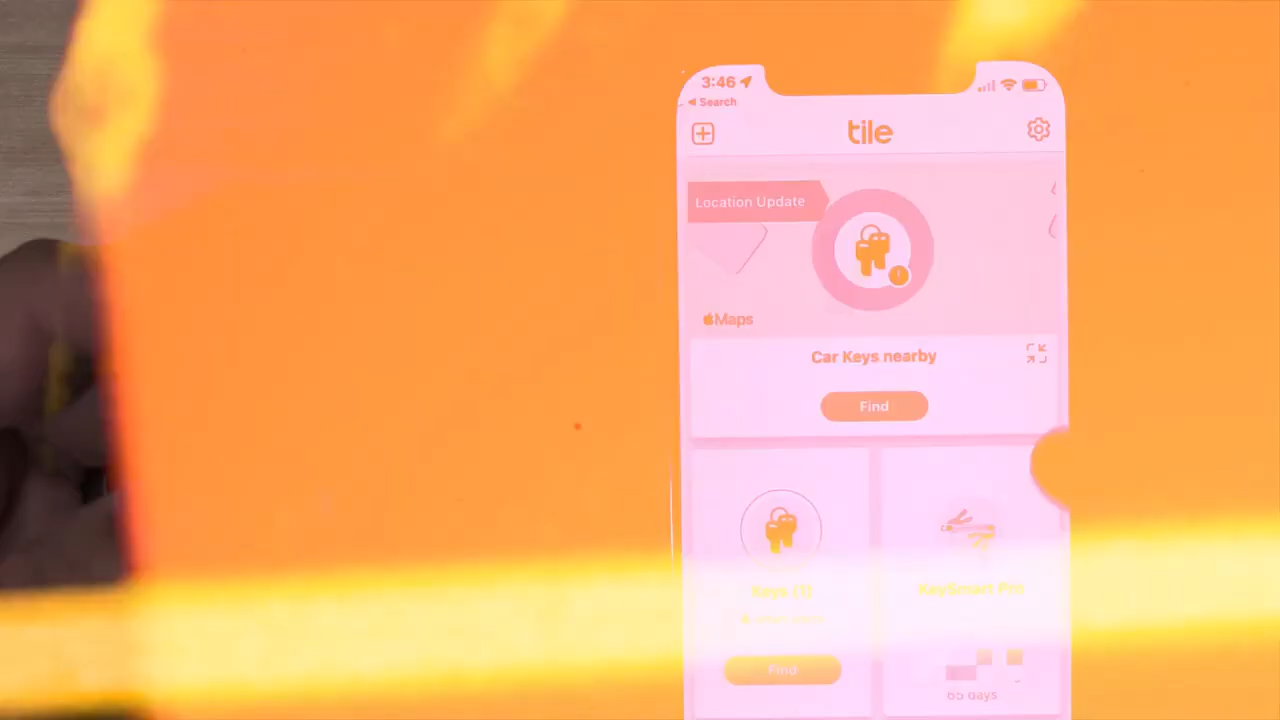 3:46
Search
tile
Location Update
Maps
Car Keys nearby
Find
Keys (1)
KeySmart Pro
Find
65 days